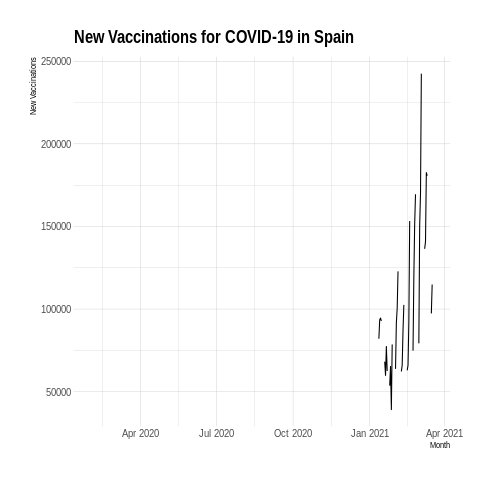 New Vaccinations for COVID-19 in Spain
New Vaccinations
250000
200000
150000
100000
50000
Apr 2020 Jul 2020 Oct 2020 Jan 2021 Apr 2021
Month